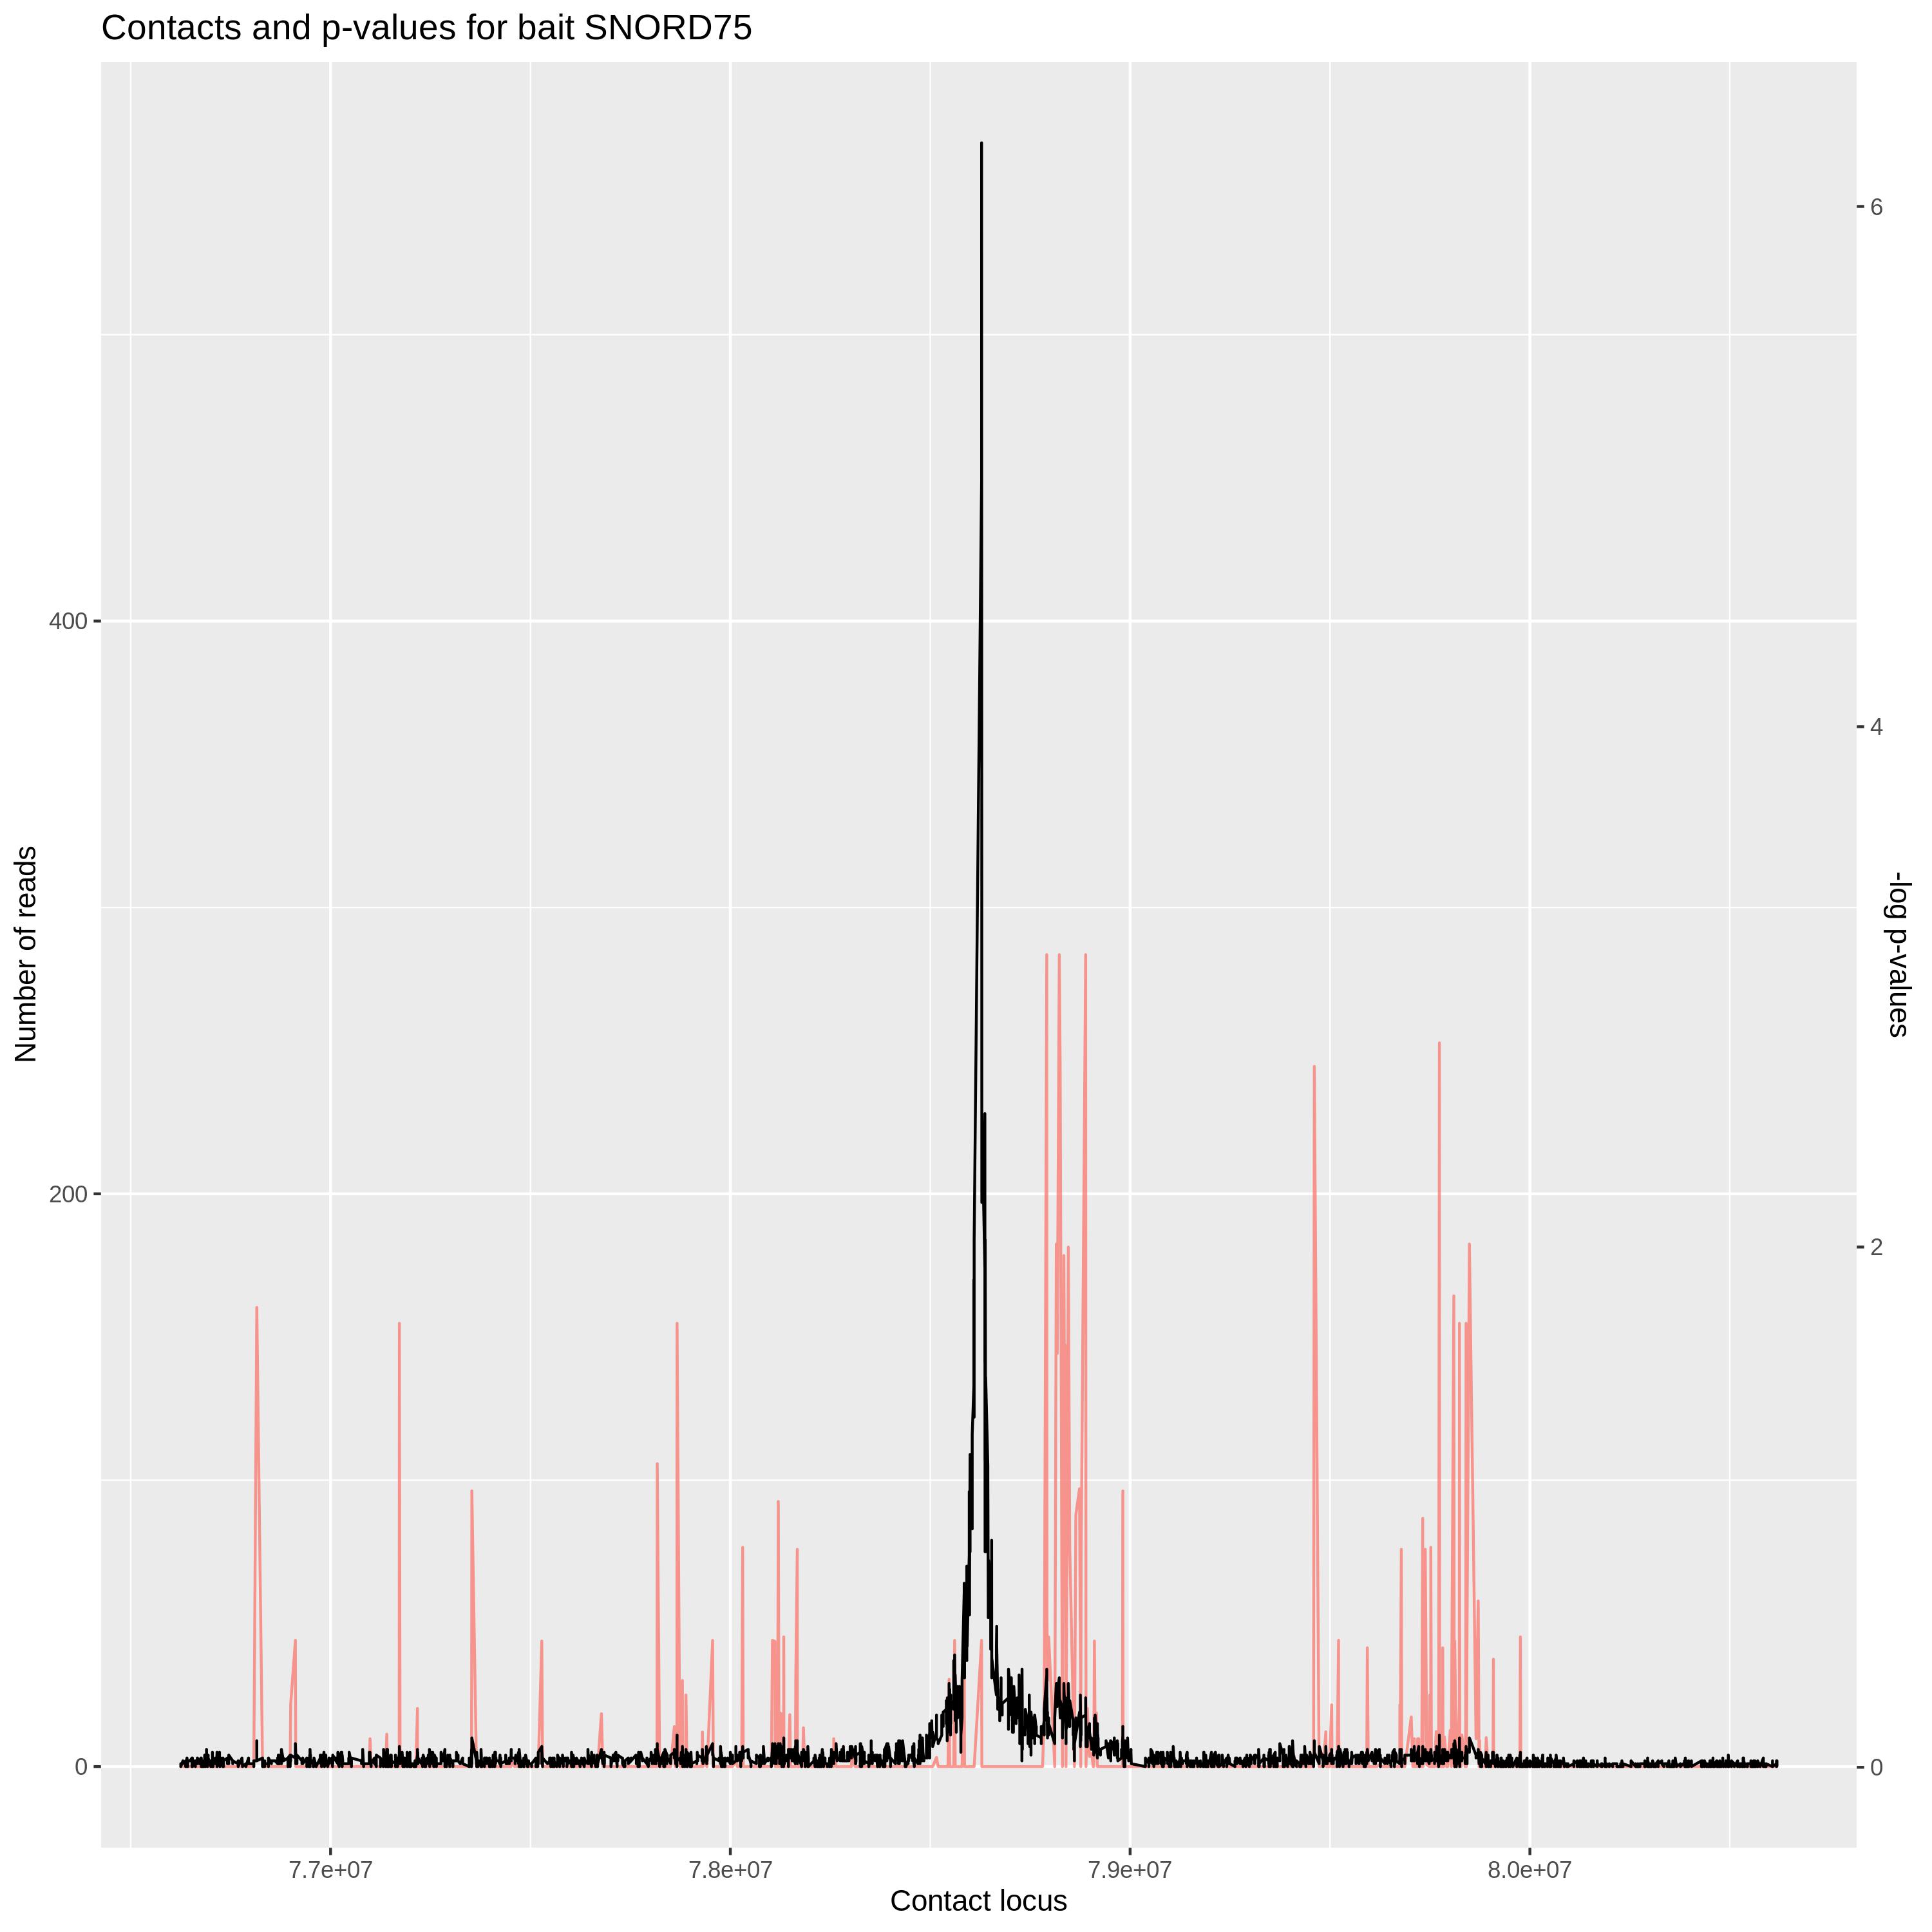 Contacts and p-values for bait SNORD75
Number of reads
400
200
0
6
4
2
0
-log p-values
7.7e+07
7.8e+07
7.9e+07
8.0e+07
Contact locus